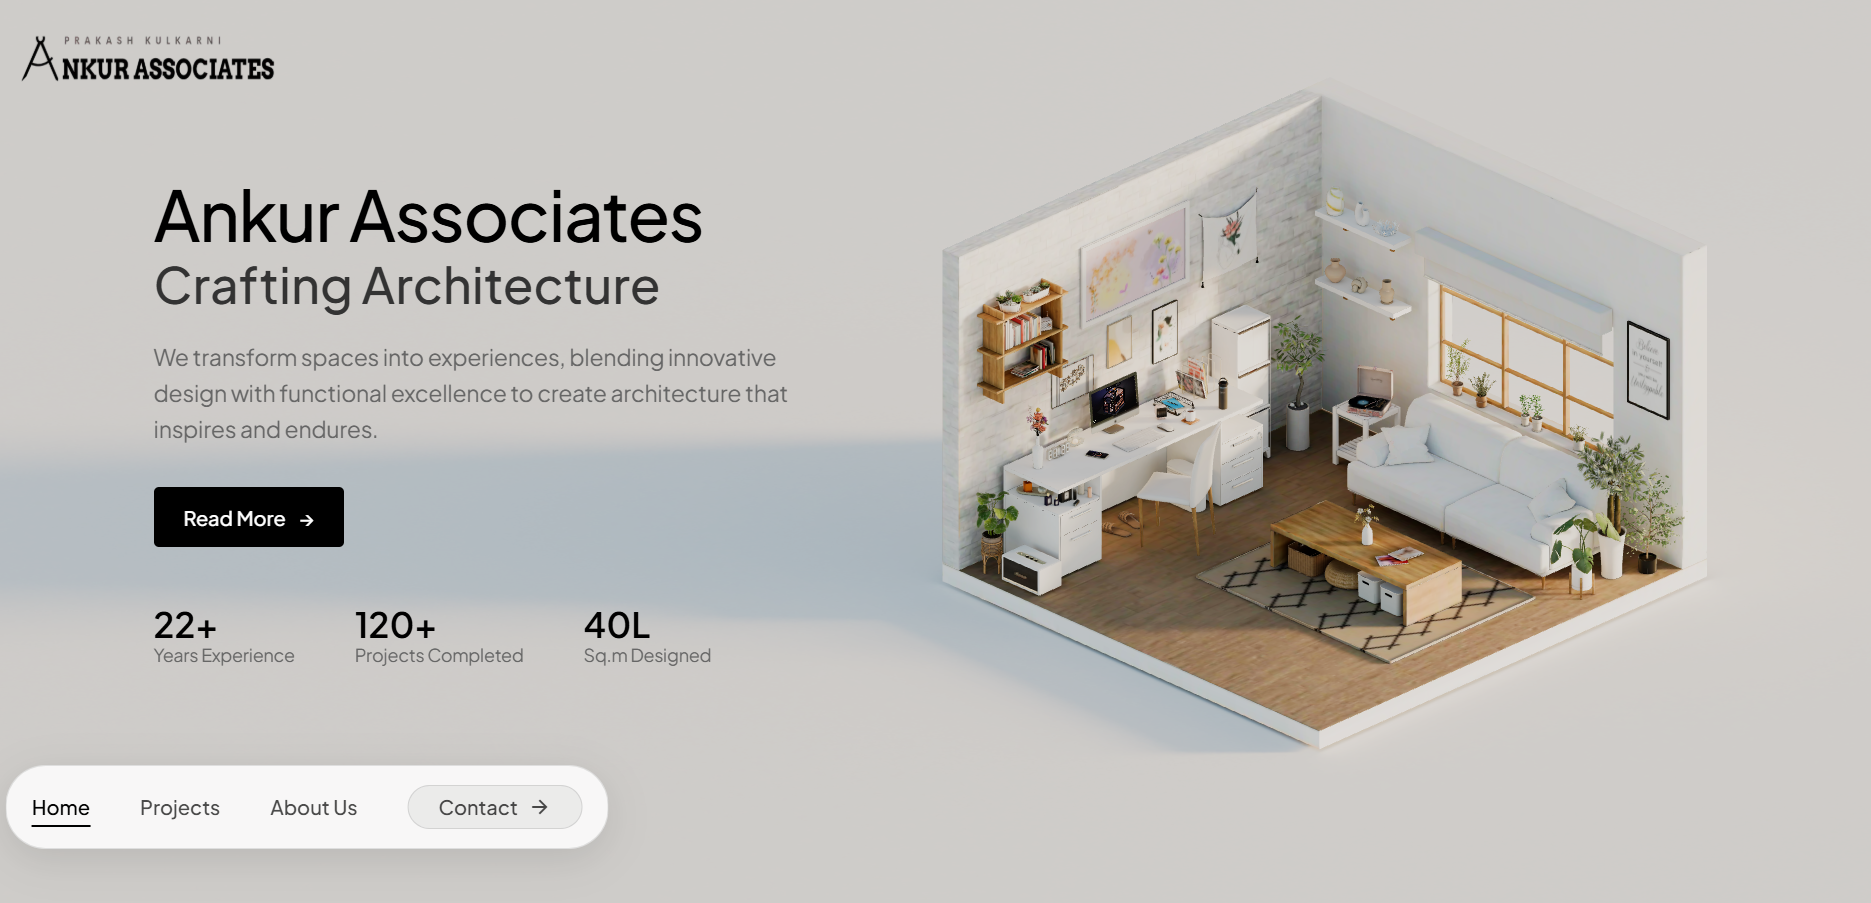 PRAKASH KULKARNI
ANKUR ASSOCIATES
Ankur Associates
Crafting Architecture
We transform spaces into experiences, blending innovative
design with functional excellence to create architecture that
inspires and endures.
Read More →
22+
Years Experience
120+
Projects Completed
40L
Sq.m Designed
Home
Projects
About Us
Contact →